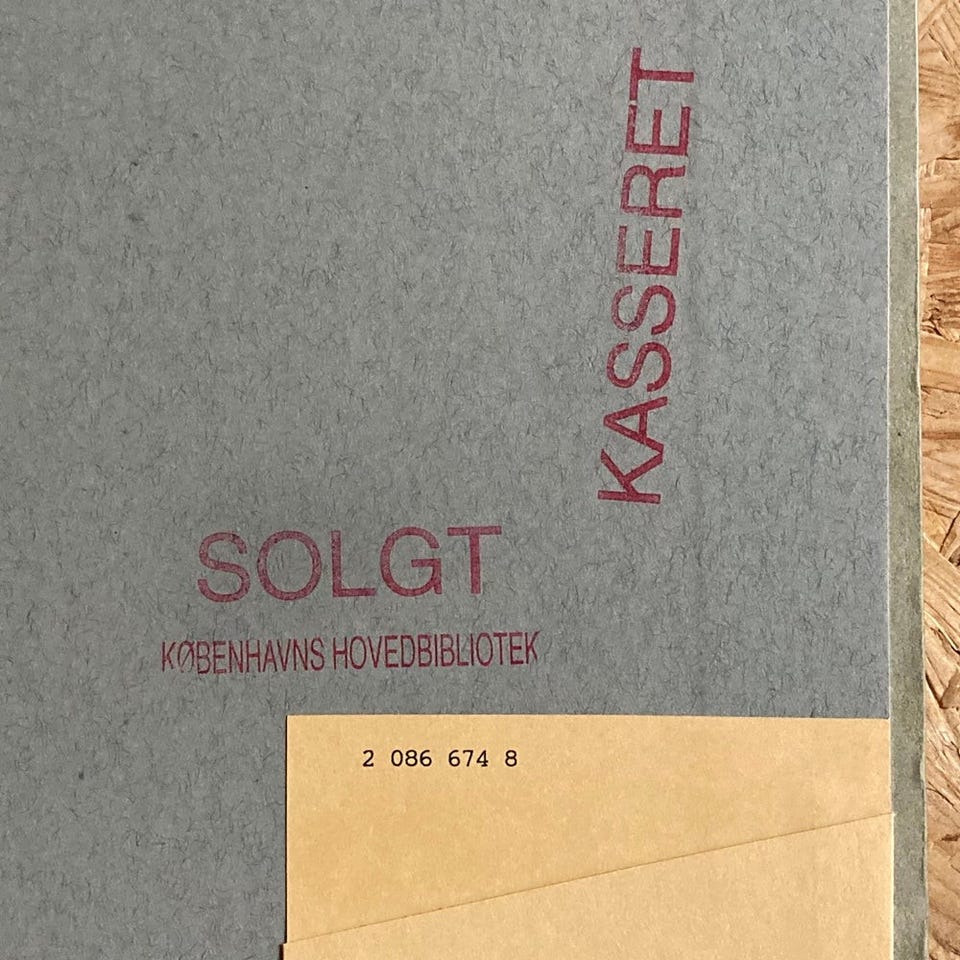 KASSERET
SOLGT
KØBENHAVNS HOVEDBIBLIOTEK
2 086 674 8